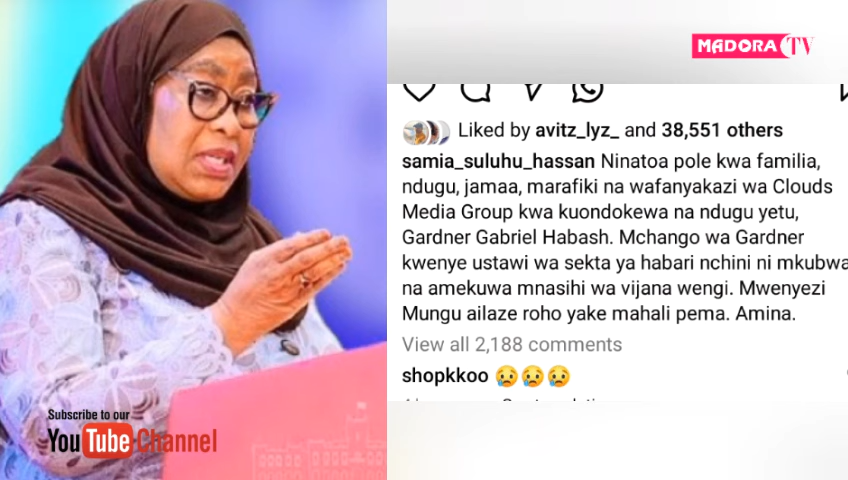 MADORA TV
Liked by avitz_lyz_ and 38,551 others
samia_suluhu_hassan Ninatoa pole kwa familia,
ndugu, jamaa, marafiki na wafanyakazi wa Clouds
Media Group kwa kuondokewa na ndugu yetu,
Gardner Gabriel Habash. Mchango wa Gardner
kwenye ustawi wa sekta ya habari nchini ni mkubwa
na amekuwa mnasihi wa vijana wengi. Mwenyezi
Mungu ailaze roho yake mahali pema. Amina.
View all 2,188 comments
shopkkoo 😢😢😢
Subscribe to our
YouTube Channel